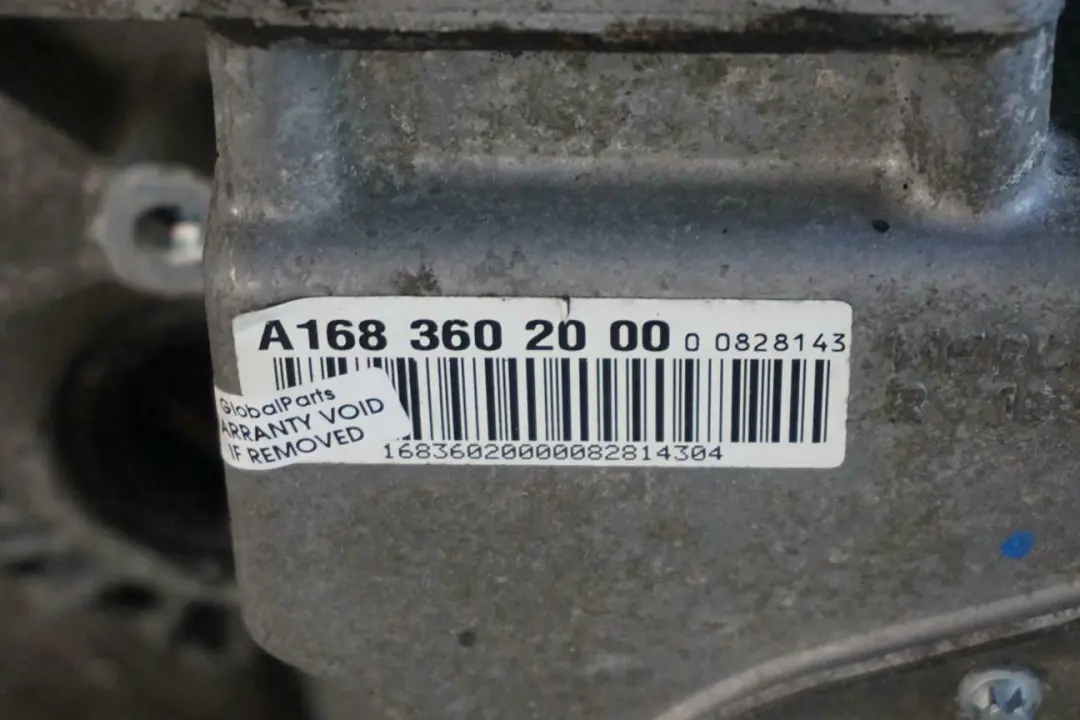 A168 360 20 00 0 0828143
GlobalParts
ARRANTY VOID
IF REMOVED
16836020000082814304